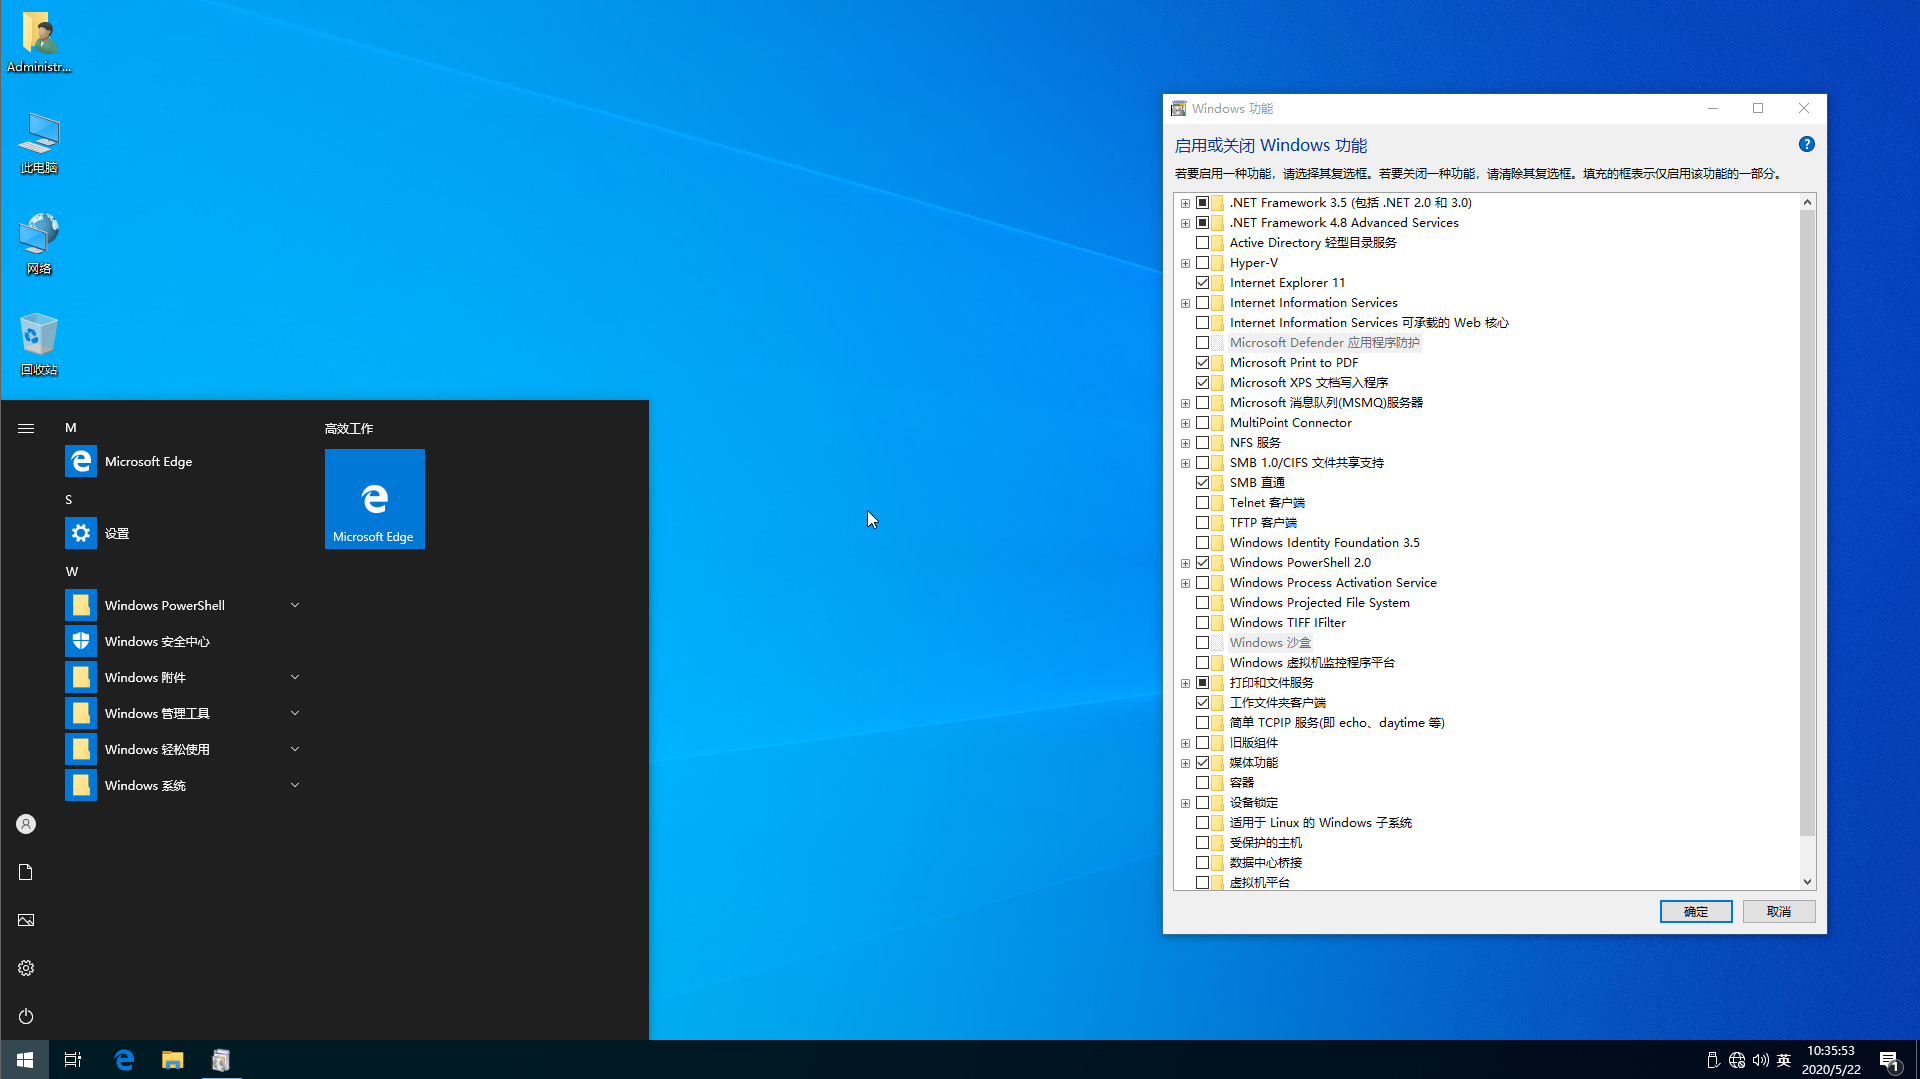 Administr...
此电脑
网络
回收站
M
Microsoft Edge
S
设置
W
Windows PowerShell
Windows 安全中心
Windows 附件
Windows 管理工具
Windows 轻松使用
Windows 系统
高效工作
Microsoft Edge
Windows 功能
启用或关闭 Windows 功能
若要启用一种功能，请选择其复选框。若要关闭一种功能，请清除其复选框。填充的框表示仅启用该功能的一部分。
.NET Framework 3.5 (包括 .NET 2.0 和 3.0)
.NET Framework 4.8 Advanced Services
Active Directory 轻型目录服务
Hyper-V
Internet Explorer 11
Internet Information Services
Internet Information Services 可承载的 Web 核心
Microsoft Defender 应用程序防护
Microsoft Print to PDF
Microsoft XPS 文档写入程序
Microsoft 消息队列(MSMQ)服务器
MultiPoint Connector
NFS 服务
SMB 1.0/CIFS 文件共享支持
SMB 直通
Telnet 客户端
TFTP 客户端
Windows Identity Foundation 3.5
Windows PowerShell 2.0
Windows Process Activation Service
Windows Projected File System
Windows TIFF IFilter
Windows 沙盒
Windows 虚拟机监控程序平台
打印和文件服务
工作文件夹客户端
简单 TCPIP 服务(即 echo、daytime 等)
旧版组件
媒体功能
容器
设备锁定
适用于 Linux 的 Windows 子系统
受保护的主机
数据中心桥接
虚拟机平台
确定
取消
英
10:35:53
2020/5/22
1